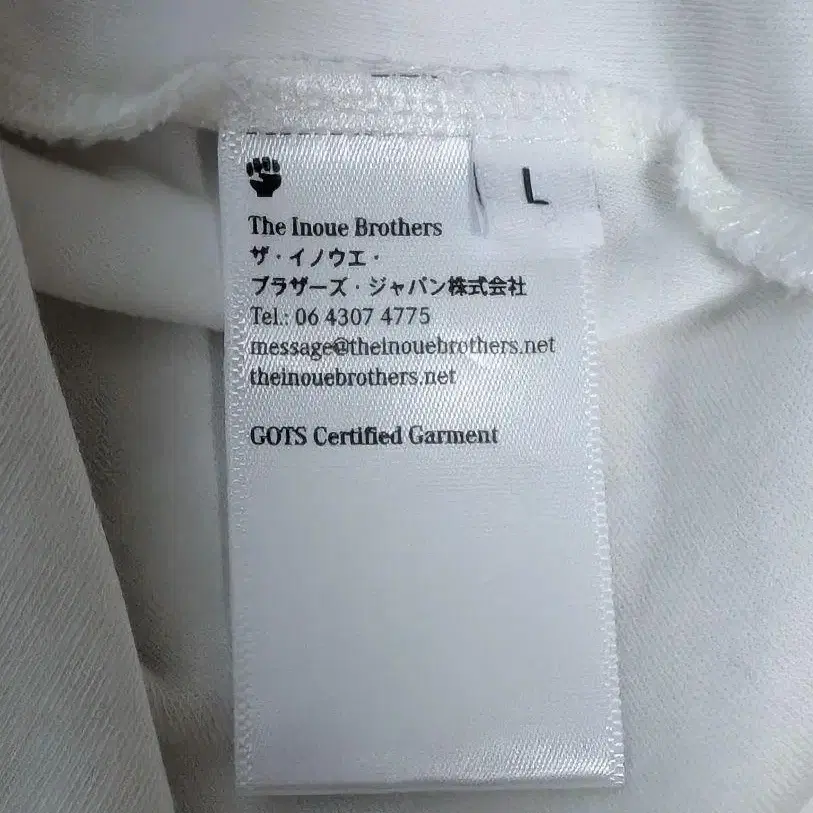 L
The Inoue Brothers
ザ・イノウエ・
ブラザーズ・ジャパン株式会社
Tel.: 06 4307 4775
message@theinouebrothers.net
theinouebrothers.net
GOTS Certified Garment